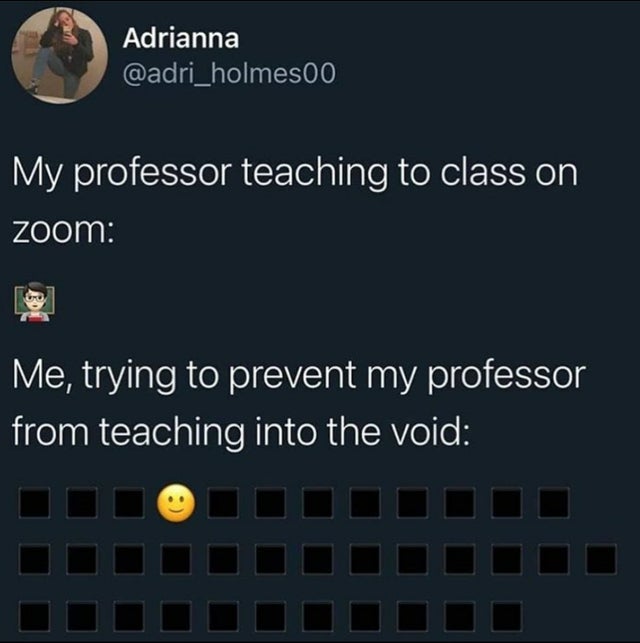 Adrianna
@adri_holmes00
My professor teaching to class on
zoom:
👨🏻‍🏫
Me, trying to prevent my professor
from teaching into the void:
⬛⬛⬛🙂⬛⬛⬛⬛⬛⬛⬛⬛
⬛⬛⬛⬛⬛⬛⬛⬛⬛⬛⬛⬛⬛
⬛⬛⬛⬛⬛⬛⬛⬛⬛⬛⬛